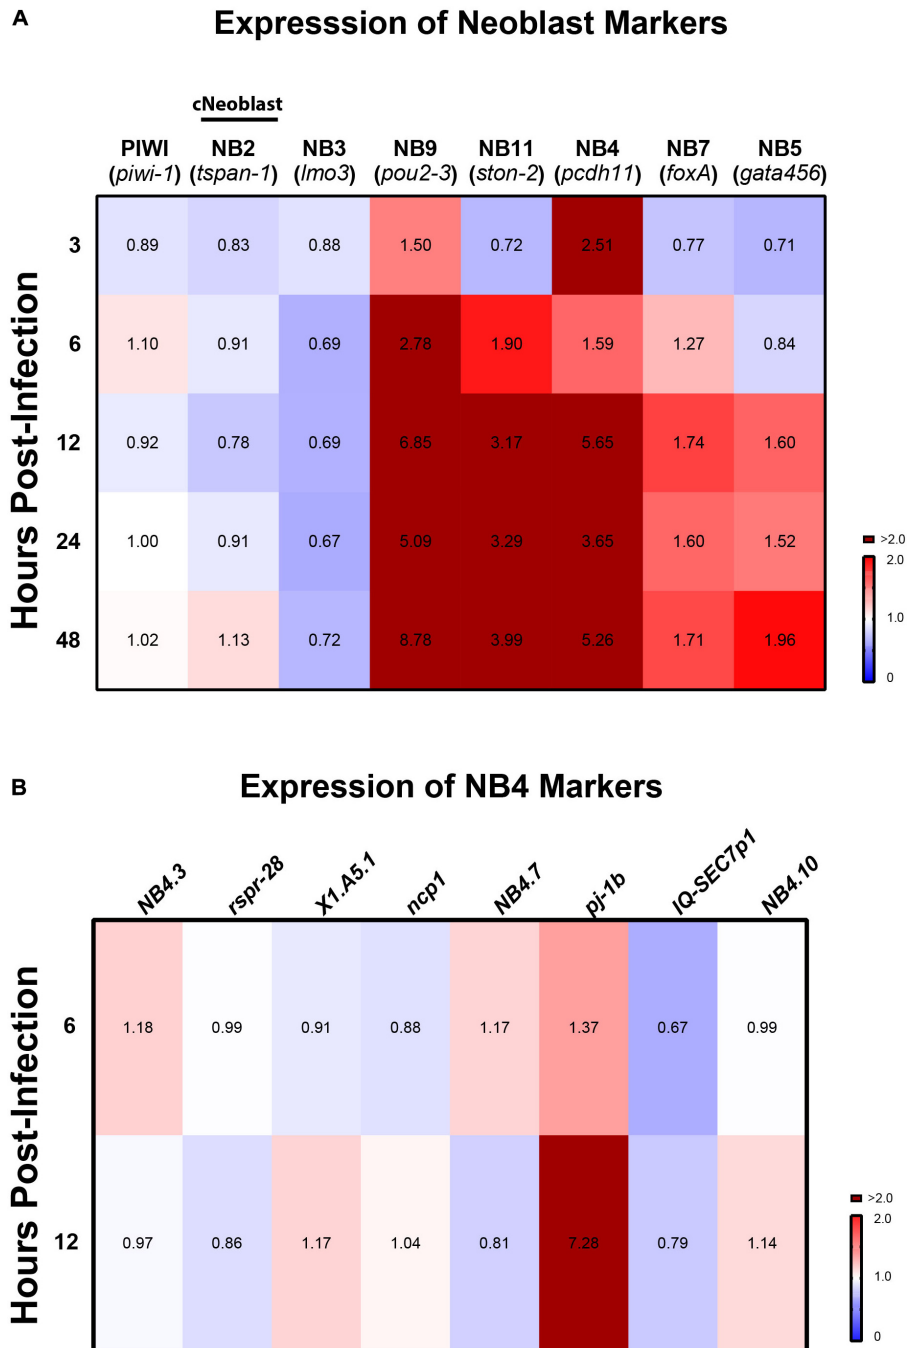 A
Expresssion of Neoblast Markers
cNeoblast
PIWI NB2 NB3 NB9 NB11 NB4 NB7 NB5
(piwi-1) (tspan-1) (lmo3) (pou2-3) (ston-2) (pcdh11) (foxA) (gata456)
Hours Post-Infection
3 0.89 0.83 0.88 1.50 0.72 2.51 0.77 0.71
6 1.10 0.91 0.69 2.78 1.90 1.59 1.27 0.84
12 0.92 0.78 0.69 6.85 3.17 5.65 1.74 1.60
24 1.00 0.91 0.67 5.09 3.29 3.65 1.60 1.52
48 1.02 1.13 0.72 8.78 3.99 5.26 1.71 1.96
>2.0
2.0
1.0
0
B
Expression of NB4 Markers
NB4.3 rspr-28 X1.A5.1 ncp1 NB4.7 pj-1b IQ-SEC7p1 NB4.10
Hours Post-Infection
6 1.18 0.99 0.91 0.88 1.17 1.37 0.67 0.99
12 0.97 0.86 1.17 1.04 0.81 7.28 0.79 1.14
>2.0
2.0
1.0
0